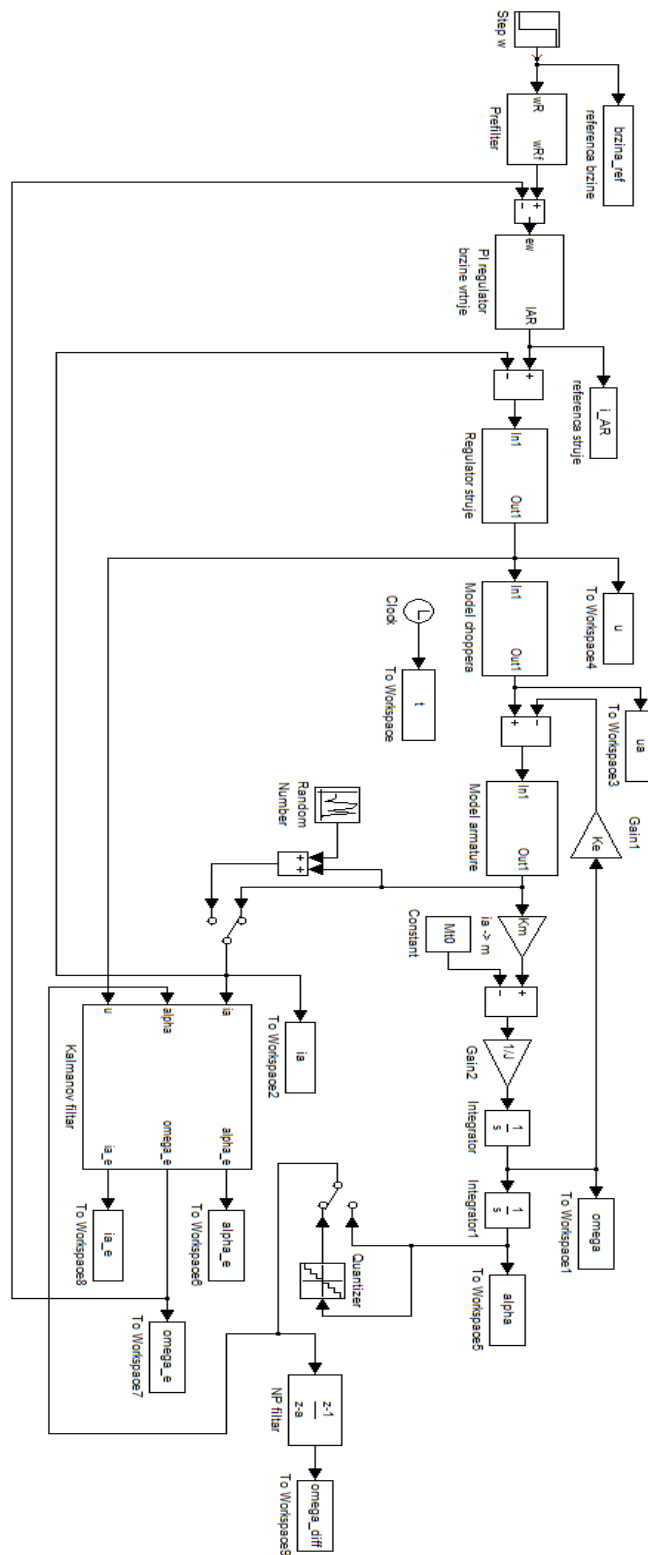 Step w
brzina_ref
referenca brzine
wR
wRf
Prefilter
+
-
ew
IAR
PI regulator
brzine vrtnje
i_AR
referenca struje
+
-
In1
Out1
Regulator struje
u
To Workspace4
In1
Out1
Model choppera
Clock
t
To Workspace
ua
To Workspace3
-
+
In1
Out1
Model armature
Ke
Gain1
Random
Number
+
+
Km
ia -> m
Mt0
Constant
+
-
1/J
Gain2
1
s
Integrator
omega
To Workspace1
1
s
Integrator1
alpha
To Workspace5
ia
To Workspace2
ia
alpha
u
alpha_e
omega_e
ia_e
Kalmanov filtar
alpha_e
To Workspace6
ia_e
To Workspace8
omega_e
To Workspace7
Quantizer
z-1
z-a
NP filtar
omega_diff
To Workspace9